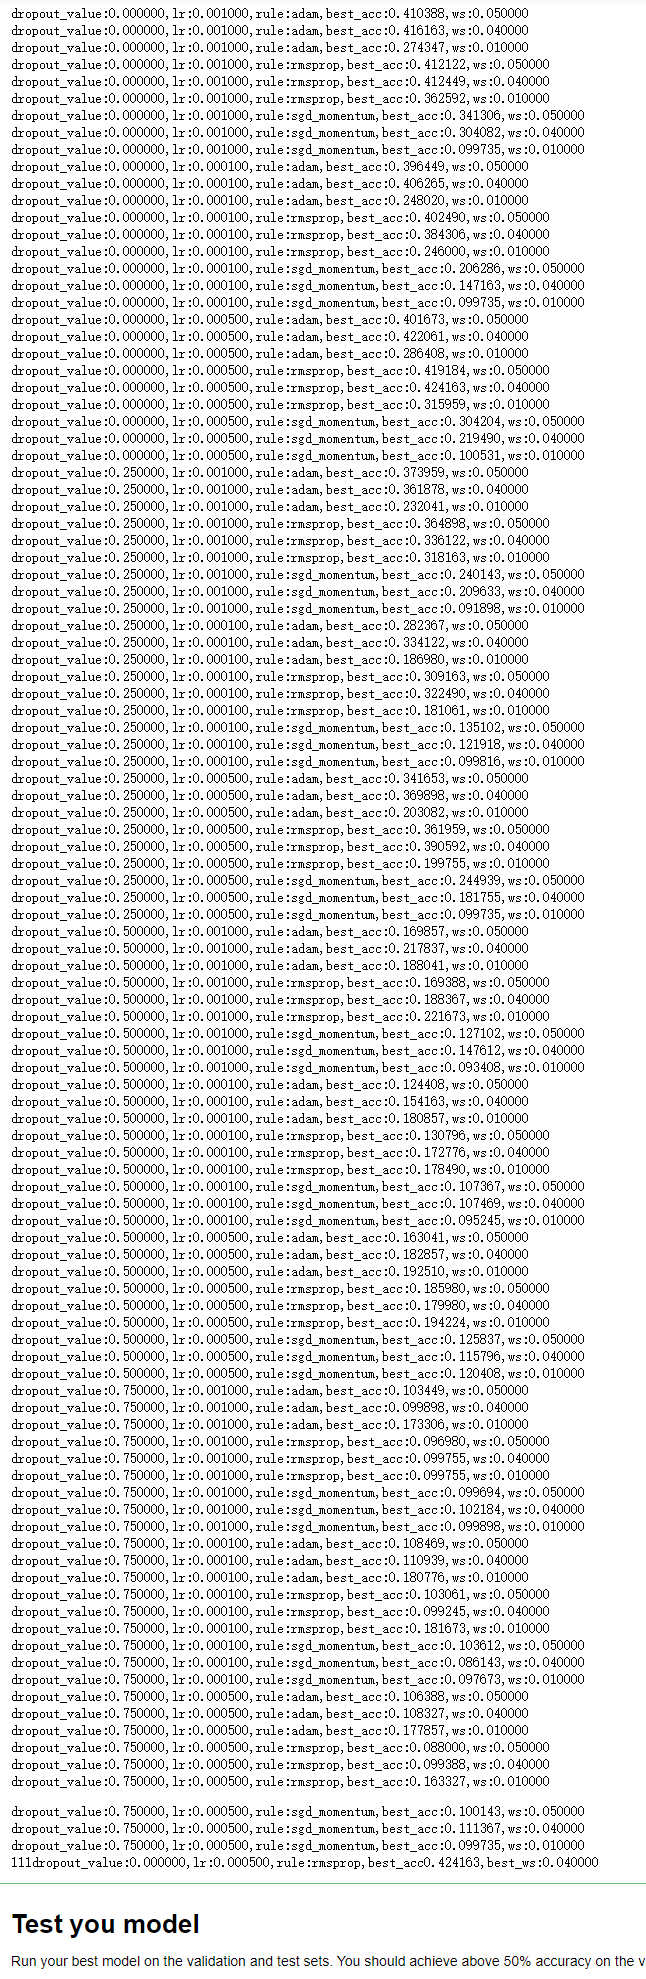 dropout_value:0.000000,lr:0.001000,rule:adam,best_acc:0.410388,ws:0.050000
dropout_value:0.000000,lr:0.001000,rule:adam,best_acc:0.416163,ws:0.040000
dropout_value:0.000000,lr:0.001000,rule:adam,best_acc:0.274347,ws:0.010000
dropout_value:0.000000,lr:0.001000,rule:rmsprop,best_acc:0.412122,ws:0.050000
dropout_value:0.000000,lr:0.001000,rule:rmsprop,best_acc:0.412449,ws:0.040000
dropout_value:0.000000,lr:0.001000,rule:rmsprop,best_acc:0.362592,ws:0.010000
dropout_value:0.000000,lr:0.001000,rule:sgd_momentum,best_acc:0.341306,ws:0.050000
dropout_value:0.000000,lr:0.001000,rule:sgd_momentum,best_acc:0.304082,ws:0.040000
dropout_value:0.000000,lr:0.001000,rule:sgd_momentum,best_acc:0.099735,ws:0.010000
dropout_value:0.000000,lr:0.000100,rule:adam,best_acc:0.396449,ws:0.050000
dropout_value:0.000000,lr:0.000100,rule:adam,best_acc:0.406265,ws:0.040000
dropout_value:0.000000,lr:0.000100,rule:adam,best_acc:0.248020,ws:0.010000
dropout_value:0.000000,lr:0.000100,rule:rmsprop,best_acc:0.402490,ws:0.050000
dropout_value:0.000000,lr:0.000100,rule:rmsprop,best_acc:0.384306,ws:0.040000
dropout_value:0.000000,lr:0.000100,rule:rmsprop,best_acc:0.246000,ws:0.010000
dropout_value:0.000000,lr:0.000100,rule:sgd_momentum,best_acc:0.206286,ws:0.050000
dropout_value:0.000000,lr:0.000100,rule:sgd_momentum,best_acc:0.147163,ws:0.040000
dropout_value:0.000000,lr:0.000100,rule:sgd_momentum,best_acc:0.099735,ws:0.010000
dropout_value:0.000000,lr:0.000500,rule:adam,best_acc:0.401673,ws:0.050000
dropout_value:0.000000,lr:0.000500,rule:adam,best_acc:0.422061,ws:0.040000
dropout_value:0.000000,lr:0.000500,rule:adam,best_acc:0.286408,ws:0.010000
dropout_value:0.000000,lr:0.000500,rule:rmsprop,best_acc:0.419184,ws:0.050000
dropout_value:0.000000,lr:0.000500,rule:rmsprop,best_acc:0.424163,ws:0.040000
dropout_value:0.000000,lr:0.000500,rule:rmsprop,best_acc:0.315959,ws:0.010000
dropout_value:0.000000,lr:0.000500,rule:sgd_momentum,best_acc:0.304204,ws:0.050000
dropout_value:0.000000,lr:0.000500,rule:sgd_momentum,best_acc:0.219490,ws:0.040000
dropout_value:0.000000,lr:0.000500,rule:sgd_momentum,best_acc:0.100531,ws:0.010000
dropout_value:0.250000,lr:0.001000,rule:adam,best_acc:0.373959,ws:0.050000
dropout_value:0.250000,lr:0.001000,rule:adam,best_acc:0.361878,ws:0.040000
dropout_value:0.250000,lr:0.001000,rule:adam,best_acc:0.232041,ws:0.010000
dropout_value:0.250000,lr:0.001000,rule:rmsprop,best_acc:0.364898,ws:0.050000
dropout_value:0.250000,lr:0.001000,rule:rmsprop,best_acc:0.336122,ws:0.040000
dropout_value:0.250000,lr:0.001000,rule:rmsprop,best_acc:0.318163,ws:0.010000
dropout_value:0.250000,lr:0.001000,rule:sgd_momentum,best_acc:0.240143,ws:0.050000
dropout_value:0.250000,lr:0.001000,rule:sgd_momentum,best_acc:0.209633,ws:0.040000
dropout_value:0.250000,lr:0.001000,rule:sgd_momentum,best_acc:0.091898,ws:0.010000
dropout_value:0.250000,lr:0.000100,rule:adam,best_acc:0.282367,ws:0.050000
dropout_value:0.250000,lr:0.000100,rule:adam,best_acc:0.334122,ws:0.040000
dropout_value:0.250000,lr:0.000100,rule:adam,best_acc:0.186980,ws:0.010000
dropout_value:0.250000,lr:0.000100,rule:rmsprop,best_acc:0.309163,ws:0.050000
dropout_value:0.250000,lr:0.000100,rule:rmsprop,best_acc:0.322490,ws:0.040000
dropout_value:0.250000,lr:0.000100,rule:rmsprop,best_acc:0.181061,ws:0.010000
dropout_value:0.250000,lr:0.000100,rule:sgd_momentum,best_acc:0.135102,ws:0.050000
dropout_value:0.250000,lr:0.000100,rule:sgd_momentum,best_acc:0.121918,ws:0.040000
dropout_value:0.250000,lr:0.000100,rule:sgd_momentum,best_acc:0.099816,ws:0.010000
dropout_value:0.250000,lr:0.000500,rule:adam,best_acc:0.341653,ws:0.050000
dropout_value:0.250000,lr:0.000500,rule:adam,best_acc:0.369898,ws:0.040000
dropout_value:0.250000,lr:0.000500,rule:adam,best_acc:0.203082,ws:0.010000
dropout_value:0.250000,lr:0.000500,rule:rmsprop,best_acc:0.361959,ws:0.050000
dropout_value:0.250000,lr:0.000500,rule:rmsprop,best_acc:0.390592,ws:0.040000
dropout_value:0.250000,lr:0.000500,rule:rmsprop,best_acc:0.199755,ws:0.010000
dropout_value:0.250000,lr:0.000500,rule:sgd_momentum,best_acc:0.244939,ws:0.050000
dropout_value:0.250000,lr:0.000500,rule:sgd_momentum,best_acc:0.181755,ws:0.040000
dropout_value:0.250000,lr:0.000500,rule:sgd_momentum,best_acc:0.099735,ws:0.010000
dropout_value:0.500000,lr:0.001000,rule:adam,best_acc:0.169857,ws:0.050000
dropout_value:0.500000,lr:0.001000,rule:adam,best_acc:0.217837,ws:0.040000
dropout_value:0.500000,lr:0.001000,rule:adam,best_acc:0.188041,ws:0.010000
dropout_value:0.500000,lr:0.001000,rule:rmsprop,best_acc:0.169388,ws:0.050000
dropout_value:0.500000,lr:0.001000,rule:rmsprop,best_acc:0.188367,ws:0.040000
dropout_value:0.500000,lr:0.001000,rule:rmsprop,best_acc:0.221673,ws:0.010000
dropout_value:0.500000,lr:0.001000,rule:sgd_momentum,best_acc:0.127102,ws:0.050000
dropout_value:0.500000,lr:0.001000,rule:sgd_momentum,best_acc:0.147612,ws:0.040000
dropout_value:0.500000,lr:0.001000,rule:sgd_momentum,best_acc:0.093408,ws:0.010000
dropout_value:0.500000,lr:0.000100,rule:adam,best_acc:0.124408,ws:0.050000
dropout_value:0.500000,lr:0.000100,rule:adam,best_acc:0.154163,ws:0.040000
dropout_value:0.500000,lr:0.000100,rule:adam,best_acc:0.180857,ws:0.010000
dropout_value:0.500000,lr:0.000100,rule:rmsprop,best_acc:0.130796,ws:0.050000
dropout_value:0.500000,lr:0.000100,rule:rmsprop,best_acc:0.172776,ws:0.040000
dropout_value:0.500000,lr:0.000100,rule:rmsprop,best_acc:0.178490,ws:0.010000
dropout_value:0.500000,lr:0.000100,rule:sgd_momentum,best_acc:0.107367,ws:0.050000
dropout_value:0.500000,lr:0.000100,rule:sgd_momentum,best_acc:0.107469,ws:0.040000
dropout_value:0.500000,lr:0.000100,rule:sgd_momentum,best_acc:0.095245,ws:0.010000
dropout_value:0.500000,lr:0.000500,rule:adam,best_acc:0.163041,ws:0.050000
dropout_value:0.500000,lr:0.000500,rule:adam,best_acc:0.182857,ws:0.040000
dropout_value:0.500000,lr:0.000500,rule:adam,best_acc:0.192510,ws:0.010000
dropout_value:0.500000,lr:0.000500,rule:rmsprop,best_acc:0.185980,ws:0.050000
dropout_value:0.500000,lr:0.000500,rule:rmsprop,best_acc:0.179980,ws:0.040000
dropout_value:0.500000,lr:0.000500,rule:rmsprop,best_acc:0.194224,ws:0.010000
dropout_value:0.500000,lr:0.000500,rule:sgd_momentum,best_acc:0.125837,ws:0.050000
dropout_value:0.500000,lr:0.000500,rule:sgd_momentum,best_acc:0.115796,ws:0.040000
dropout_value:0.500000,lr:0.000500,rule:sgd_momentum,best_acc:0.120408,ws:0.010000
dropout_value:0.750000,lr:0.001000,rule:adam,best_acc:0.103449,ws:0.050000
dropout_value:0.750000,lr:0.001000,rule:adam,best_acc:0.099898,ws:0.040000
dropout_value:0.750000,lr:0.001000,rule:adam,best_acc:0.173306,ws:0.010000
dropout_value:0.750000,lr:0.001000,rule:rmsprop,best_acc:0.096980,ws:0.050000
dropout_value:0.750000,lr:0.001000,rule:rmsprop,best_acc:0.099755,ws:0.040000
dropout_value:0.750000,lr:0.001000,rule:rmsprop,best_acc:0.099755,ws:0.010000
dropout_value:0.750000,lr:0.001000,rule:sgd_momentum,best_acc:0.099694,ws:0.050000
dropout_value:0.750000,lr:0.001000,rule:sgd_momentum,best_acc:0.102184,ws:0.040000
dropout_value:0.750000,lr:0.001000,rule:sgd_momentum,best_acc:0.099898,ws:0.010000
dropout_value:0.750000,lr:0.000100,rule:adam,best_acc:0.108469,ws:0.050000
dropout_value:0.750000,lr:0.000100,rule:adam,best_acc:0.110939,ws:0.040000
dropout_value:0.750000,lr:0.000100,rule:adam,best_acc:0.180776,ws:0.010000
dropout_value:0.750000,lr:0.000100,rule:rmsprop,best_acc:0.103061,ws:0.050000
dropout_value:0.750000,lr:0.000100,rule:rmsprop,best_acc:0.099245,ws:0.040000
dropout_value:0.750000,lr:0.000100,rule:rmsprop,best_acc:0.181673,ws:0.010000
dropout_value:0.750000,lr:0.000100,rule:sgd_momentum,best_acc:0.103612,ws:0.050000
dropout_value:0.750000,lr:0.000100,rule:sgd_momentum,best_acc:0.086143,ws:0.040000
dropout_value:0.750000,lr:0.000100,rule:sgd_momentum,best_acc:0.097673,ws:0.010000
dropout_value:0.750000,lr:0.000500,rule:adam,best_acc:0.106388,ws:0.050000
dropout_value:0.750000,lr:0.000500,rule:adam,best_acc:0.108327,ws:0.040000
dropout_value:0.750000,lr:0.000500,rule:adam,best_acc:0.177857,ws:0.010000
dropout_value:0.750000,lr:0.000500,rule:rmsprop,best_acc:0.088000,ws:0.050000
dropout_value:0.750000,lr:0.000500,rule:rmsprop,best_acc:0.099388,ws:0.040000
dropout_value:0.750000,lr:0.000500,rule:rmsprop,best_acc:0.163327,ws:0.010000
dropout_value:0.750000,lr:0.000500,rule:sgd_momentum,best_acc:0.100143,ws:0.050000
dropout_value:0.750000,lr:0.000500,rule:sgd_momentum,best_acc:0.111367,ws:0.040000
dropout_value:0.750000,lr:0.000500,rule:sgd_momentum,best_acc:0.099735,ws:0.010000
lll​dropout_value:0.000000,lr:0.000500,rule:rmsprop,best_acc0.424163,best_ws:0.040000
Test you model
Run your best model on the validation and test sets. You should achieve above 50% accuracy on the v